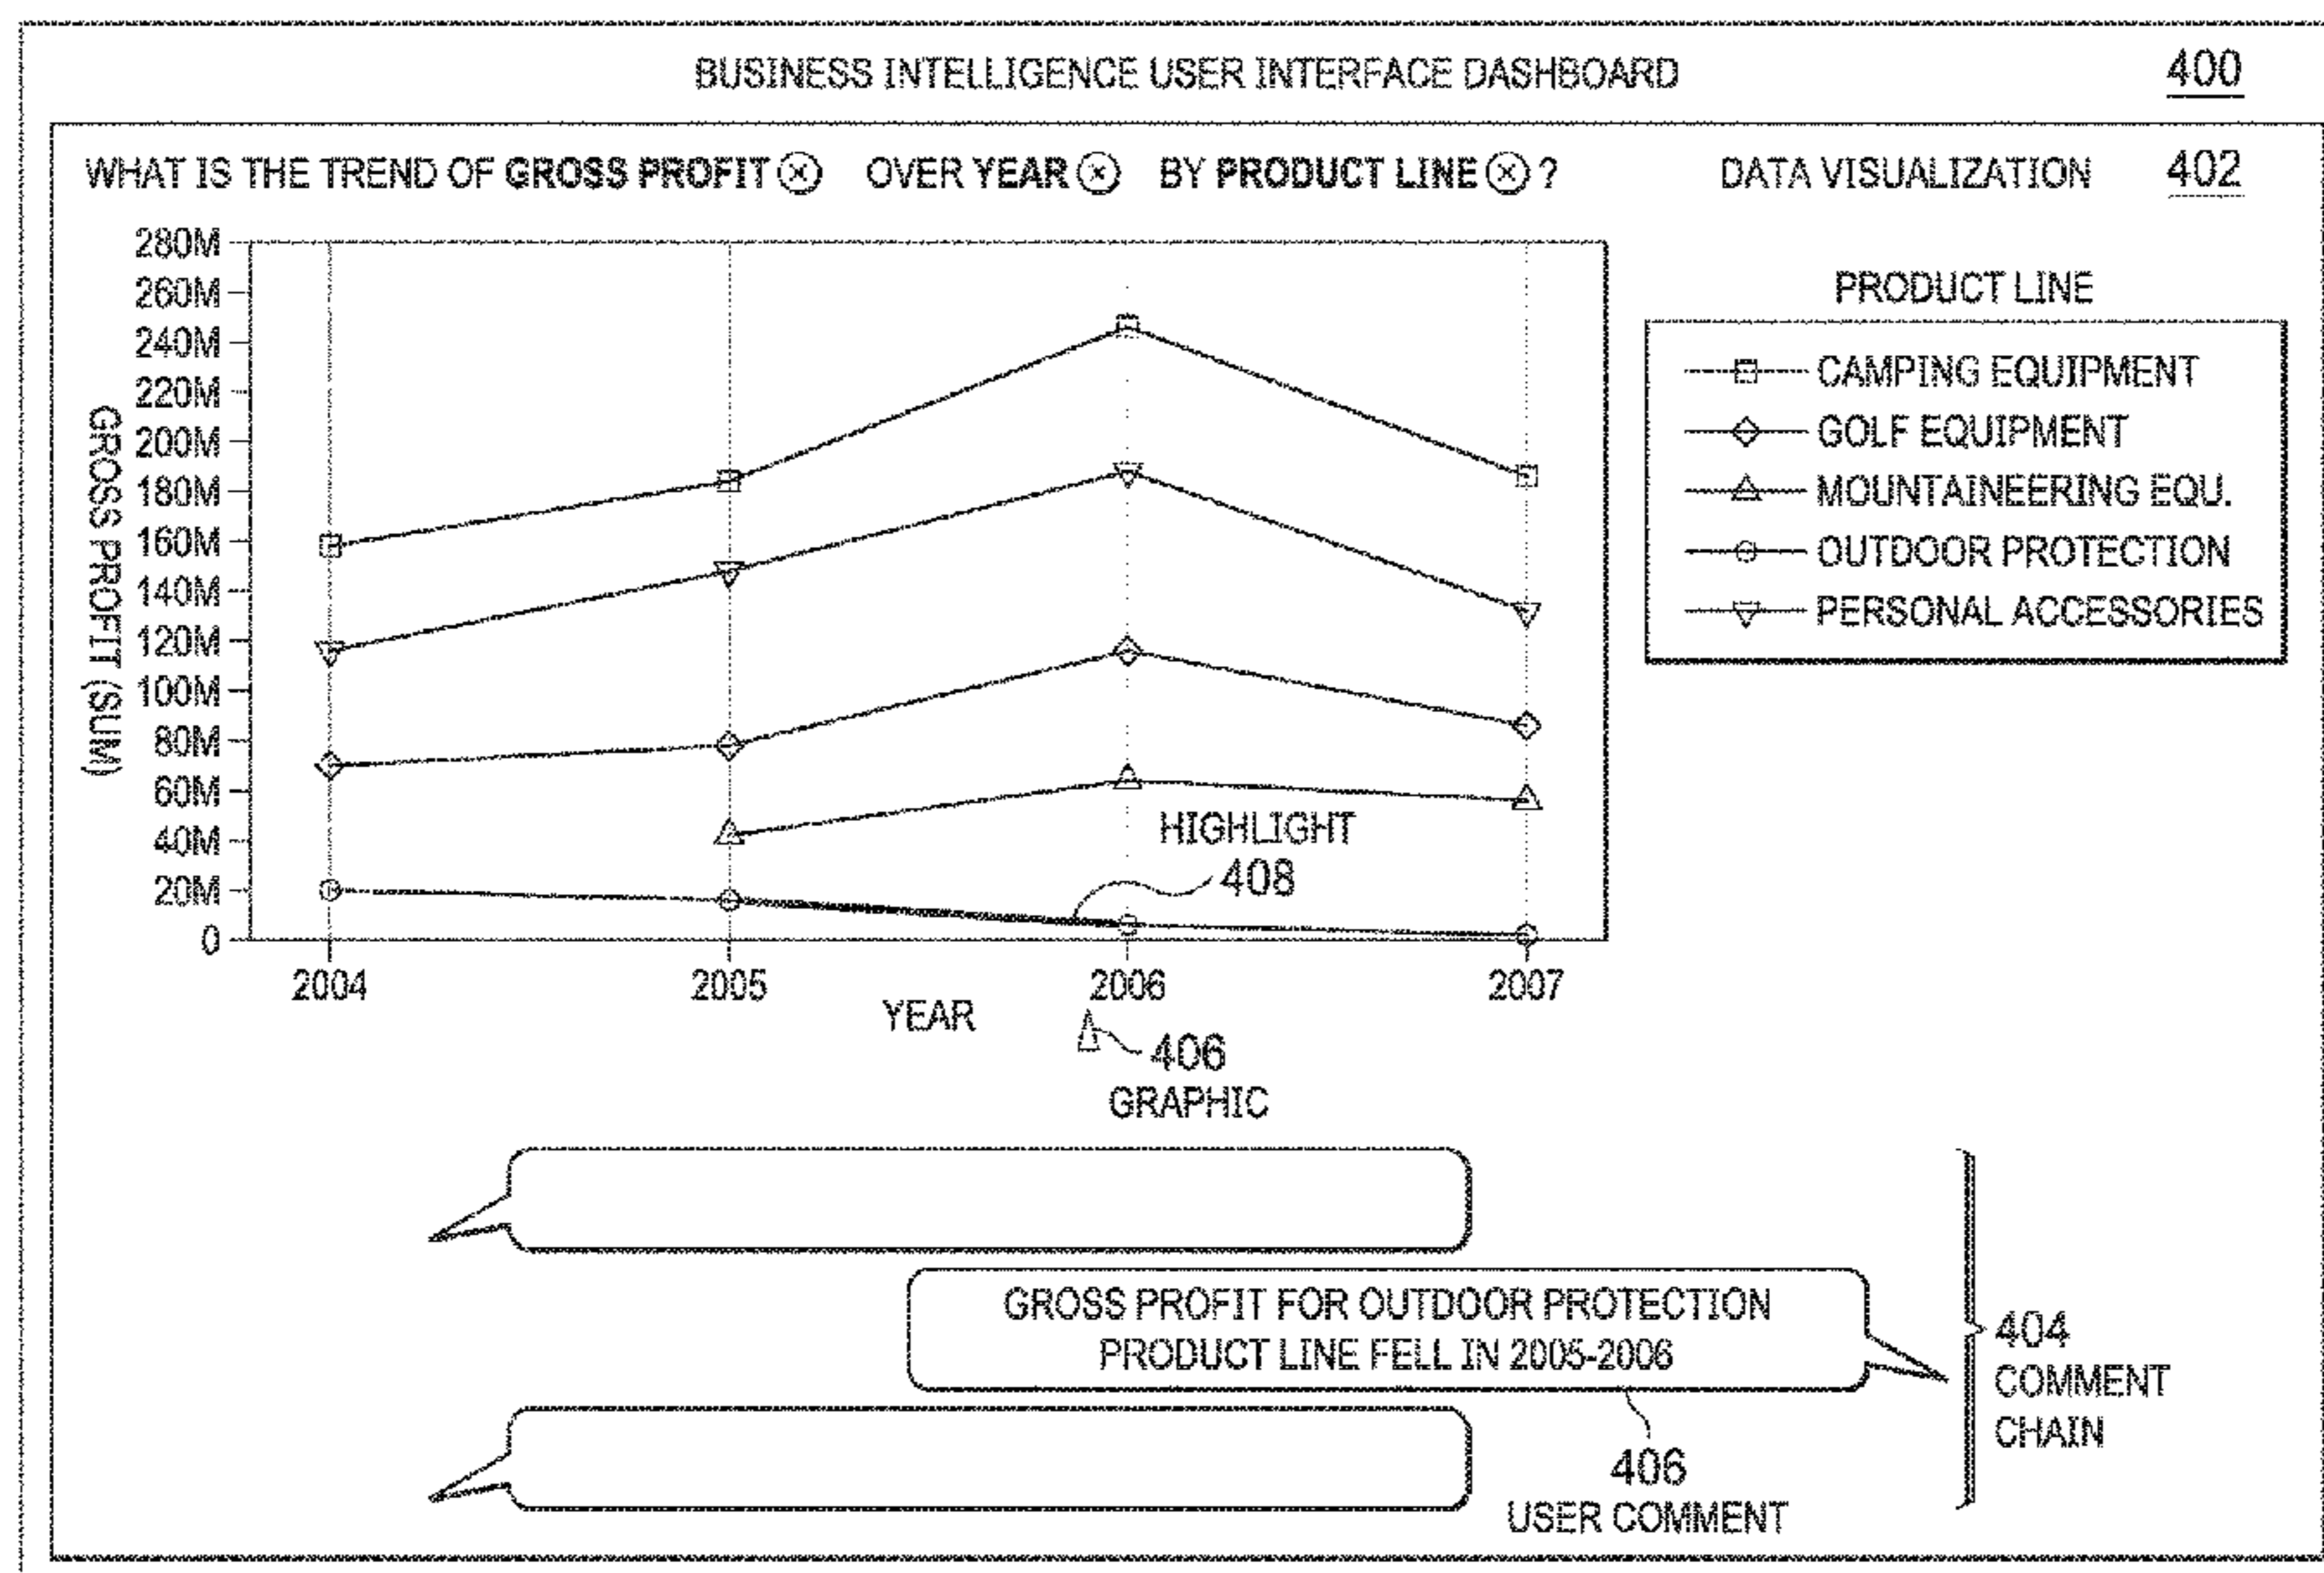 BUSINESS INTELLIGENCE USER INTERFACE DASHBOARD 400
WHAT IS THE TREND OF GROSS PROFIT ⊗ OVER YEAR ⊗ BY PRODUCT LINE ⊗ ? DATA VISUALIZATION 402
280M
260M
240M
220M
200M
180M
160M
140M
120M
100M
80M
60M
40M
20M
0
GROSS PROFIT (SUM)
2004 2005 2006 2007
YEAR
PRODUCT LINE
CAMPING EQUIPMENT
GOLF EQUIPMENT
MOUNTAINEERING EQU.
OUTDOOR PROTECTION
PERSONAL ACCESSORIES
HIGHLIGHT
408
406
GRAPHIC
GROSS PROFIT FOR OUTDOOR PROTECTION
PRODUCT LINE FELL IN 2005-2006
406
USER COMMENT
404
COMMENT
CHAIN